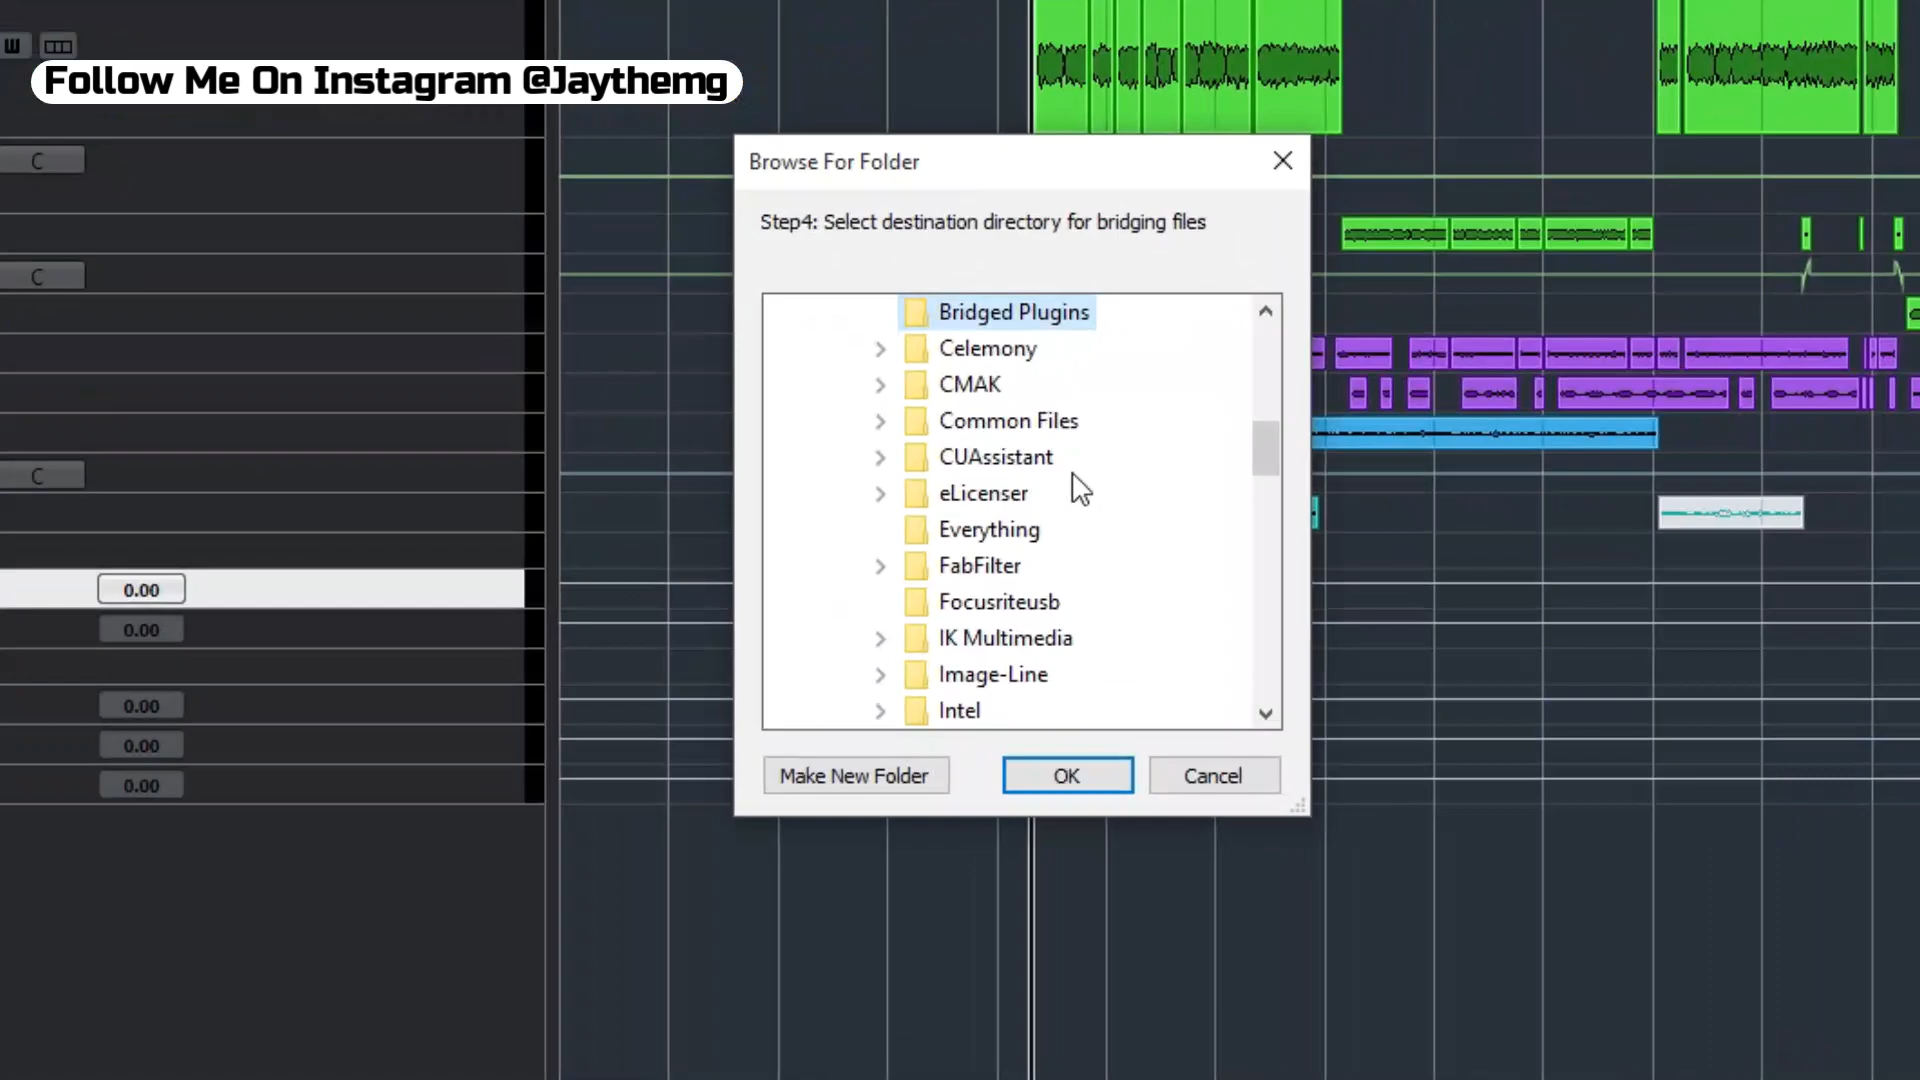 Follow Me On Instagram @Jaythemg
Browse For Folder
Step4: Select destination directory for bridging files
Bridged Plugins
Celemony
CMAK
Common Files
CUAssistant
eLicenser
Everything
FabFilter
Focusriteusb
IK Multimedia
Image-Line
Intel
Make New Folder
OK
Cancel
C
C
C
0.00
0.00
0.00
0.00
0.00